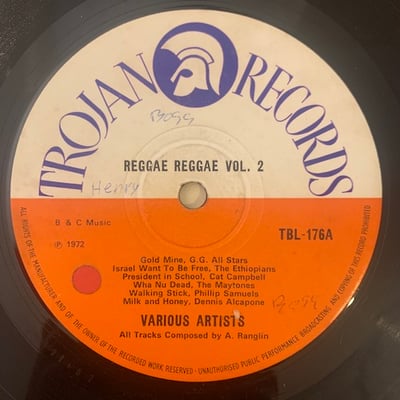 TROJAN RECORDS
Bogg
REGGAE REGGAE VOL. 2
Henry
B & C Music
TBL-176A
℗ 1972
Gold Mine, G.G. All Stars
Israel Want To Be Free, The Ethiopians
President in School, Cat Campbell
Wha Nu Dead, The Maytones
Walking Stick, Phillip Samuels
Milk and Honey, Dennis Alcapone
VARIOUS ARTISTS
All Tracks Composed by A. Ranglin
ALL RIGHTS OF THE MANUFACTURER AND OF THE OWNER OF THE RECORDED WORK RESERVED - UNAUTHORISED PUBLIC PERFORMANCE BROADCASTING AND COPYING OF THIS RECORD PROHIBITED